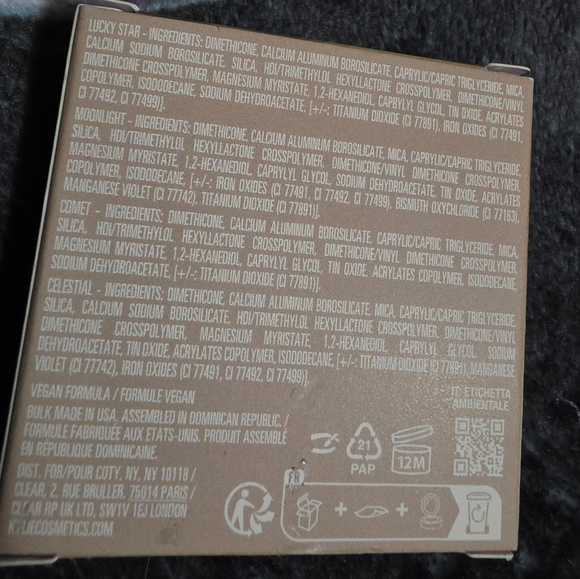 LUCKY STAR – INGREDIENTS: DIMETHICONE, CALCIUM ALUMINUM BOROSILICATE, CAPRYLIC/CAPRIC TRIGLYCERIDE, MICA,
CALCIUM SODIUM BOROSILICATE, SILICA, HDI/TRIMETHYLOL HEXYLLACTONE CROSSPOLYMER, DIMETHICONE/VINYL
DIMETHICONE CROSSPOLYMER, MAGNESIUM MYRISTATE, 1,2-HEXANEDIOL, CAPRYLYL GLYCOL, TIN OXIDE, ACRYLATES
COPOLYMER, ISODODECANE, SODIUM DEHYDROACETATE, [+/-: TITANIUM DIOXIDE (CI 77891), IRON OXIDES (CI 77491,
CI 77492, CI 77499)].
MOONLIGHT – INGREDIENTS: DIMETHICONE, CALCIUM ALUMINUM BOROSILICATE, MICA, CAPRYLIC/CAPRIC TRIGLYCERIDE,
SILICA, HDI/TRIMETHYLOL HEXYLLACTONE CROSSPOLYMER, DIMETHICONE/VINYL DIMETHICONE CROSSPOLYMER,
MAGNESIUM MYRISTATE, 1,2-HEXANEDIOL, CAPRYLYL GLYCOL, SODIUM DEHYDROACETATE, TIN OXIDE, ACRYLATES
COPOLYMER, ISODODECANE, [+/-: IRON OXIDES (CI 77491, CI 77492, CI 77499), BISMUTH OXYCHLORIDE (CI 77163),
MANGANESE VIOLET (CI 77742), TITANIUM DIOXIDE (CI 77891)].
COMET – INGREDIENTS: DIMETHICONE, CALCIUM ALUMINUM BOROSILICATE, CAPRYLIC/CAPRIC TRIGLYCERIDE, MICA,
SILICA, HDI/TRIMETHYLOL HEXYLLACTONE CROSSPOLYMER, DIMETHICONE/VINYL DIMETHICONE CROSSPOLYMER,
MAGNESIUM MYRISTATE, 1,2-HEXANEDIOL, CAPRYLYL GLYCOL, TIN OXIDE, ACRYLATES COPOLYMER, ISODODECANE,
SODIUM DEHYDROACETATE, [+/-: TITANIUM DIOXIDE (CI 77891)].
CELESTIAL – INGREDIENTS: DIMETHICONE, CALCIUM ALUMINUM BOROSILICATE, MICA, CAPRYLIC/CAPRIC TRIGLYCERIDE,
SILICA, CALCIUM SODIUM BOROSILICATE, HDI/TRIMETHYLOL HEXYLLACTONE CROSSPOLYMER, DIMETHICONE/VINYL
DIMETHICONE CROSSPOLYMER, MAGNESIUM MYRISTATE, 1,2-HEXANEDIOL, CAPRYLYL GLYCOL, SODIUM
DEHYDROACETATE, TIN OXIDE, ACRYLATES COPOLYMER, ISODODECANE, [+/-: TITANIUM DIOXIDE (CI 77891), MANGANESE
VIOLET (CI 77742), IRON OXIDES (CI 77491, CI 77492, CI 77499)].
VEGAN FORMULA / FORMULE VEGAN
BULK MADE IN USA, ASSEMBLED IN DOMINICAN REPUBLIC. /
FORMULE FABRIQUÉE AUX ETATS-UNIS. PRODUIT ASSEMBLÉ
EN RÉPUBLIQUE DOMINICAINE.
DIST. FOR/POUR COTY, NY, NY 10118 /
CLEAR, 2, RUE BRULLER, 75014 PARIS /
CLEAR RP UK LTD, SW1V 1EJ LONDON
KYLIECOSMETICS.COM
21
PAP
12M
IT. ETICHETTA
AMBIENTALE
FR